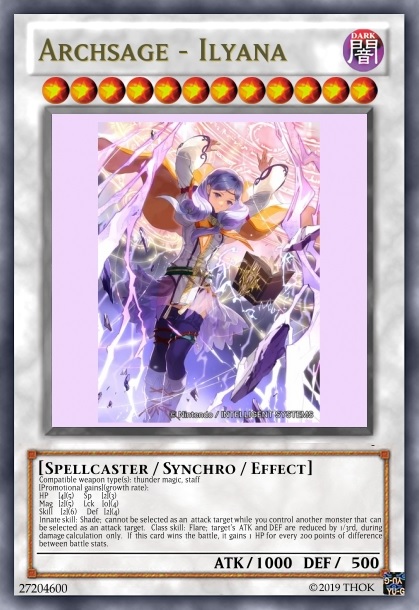 Archsage - Ilyana
DARK
闇
© Nintendo / INTELLIGENT SYSTEMS
[Spellcaster / Synchro / Effect]
Compatible weapon type(s): thunder magic, staff
[Promotional gains](growth rate):
HP [4](5) Sp [2](3)
Mag [2](5) Lck [0](4)
Skill [2](6) Def [2](4)
Innate skill: Shade; cannot be selected as an attack target while you control another monster that can
be selected as an attack target. Class skill: Flare; target's ATK and DEF are reduced by 1/3rd, during
damage calculation only. If this card wins the battle, it gains 1 HP for every 200 points of difference
between battle stats.
ATK / 1000 DEF / 500
27204600
©2019 THOK
YU-G